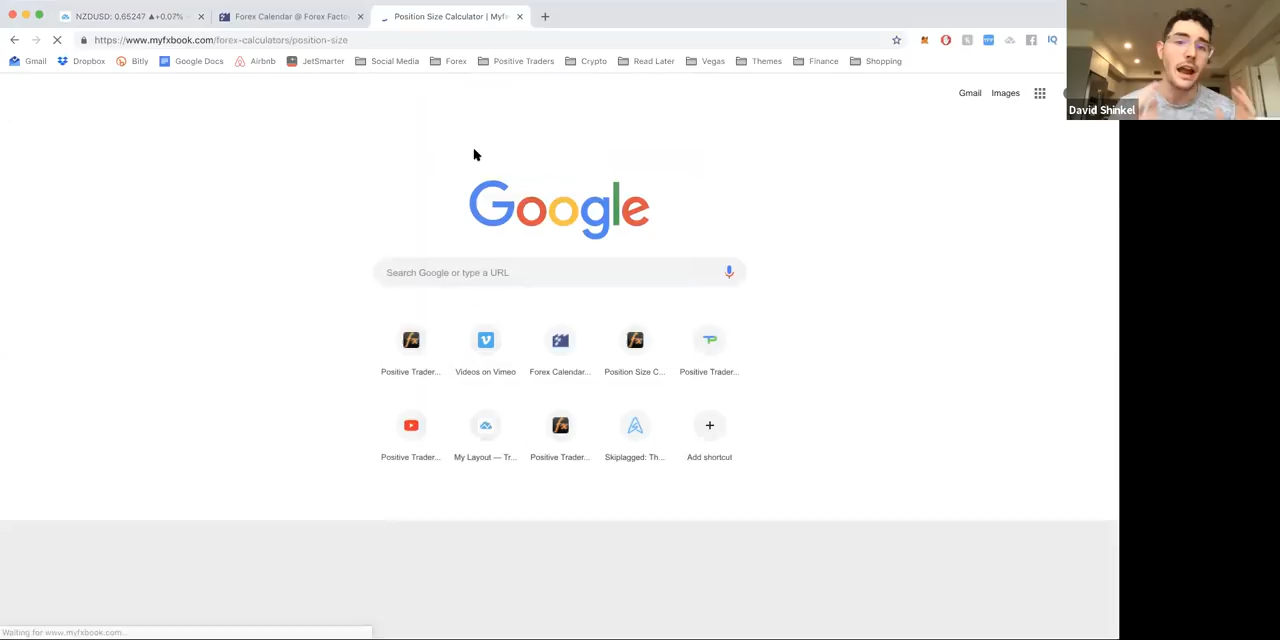 NZDUSD: 0.65247 ▲+0.07%
Forex Calendar @ Forex Facto
Position Size Calculator | Myfx
https://www.myfxbook.com/forex-calculators/position-size
Gmail Dropbox Bitly Google Docs Airbnb JetSmarter Social Media Forex Positive Traders Crypto Read Later Vegas Themes Finance Shopping
Gmail Images
David Shinkel
Google
Search Google or type a URL
Positive Trader... Videos on Vimeo Forex Calendar... Position Size C... Positive Trader...
Positive Trader... My Layout — Tr... Positive Trader... Skiplagged: Th... Add shortcut
Waiting for www.myfxbook.com...